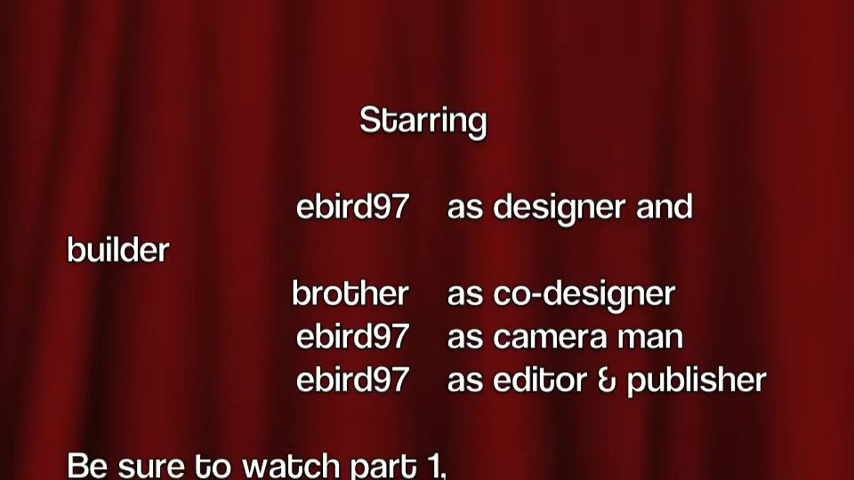 Starring
ebird97 as designer and
builder
brother as co-designer
ebird97 as camera man
ebird97 as editor & publisher
Be sure to watch part 1,